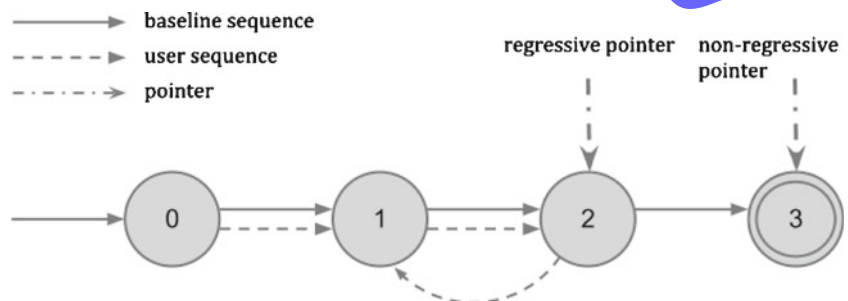 baseline sequence
user sequence
pointer
regressive pointer
non-regressive
pointer
0
1
2
3